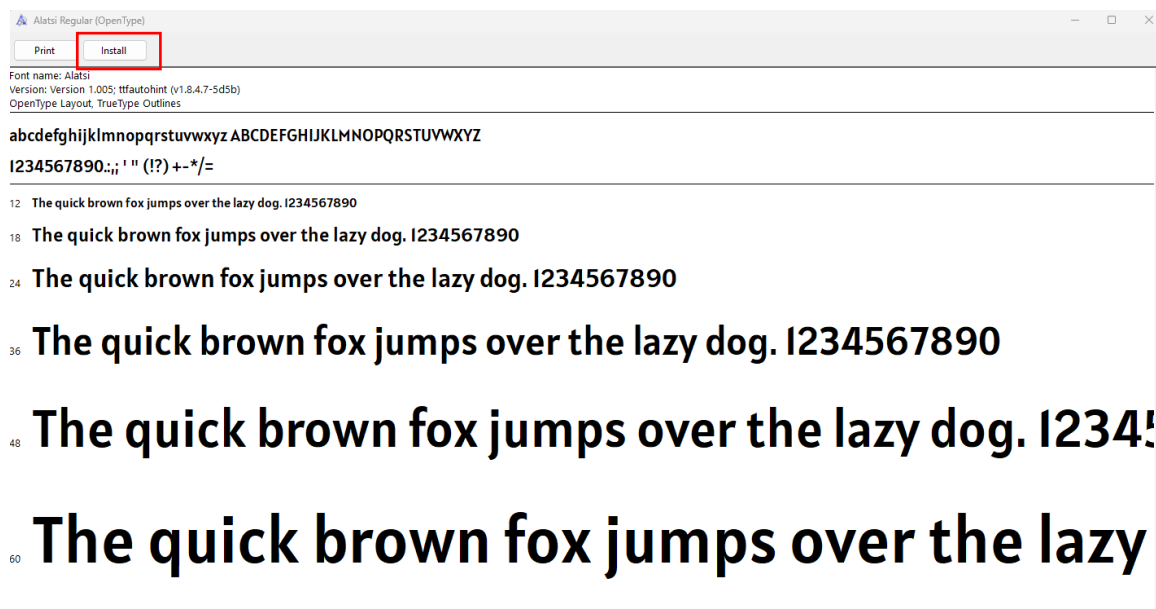 Alatsi Regular (OpenType)
Print Install
Font name: Alatsi
Version: Version 1.005; ttfautohint (v1.8.4.7-5d5b)
OpenType Layout, TrueType Outlines
abcdefghijklmnopqrstuvwxyz ABCDEFGHIJKLMNOPQRSTUVWXYZ
1234567890.:,; ' " (!?) +-*/=
12 The quick brown fox jumps over the lazy dog. 1234567890
18 The quick brown fox jumps over the lazy dog. 1234567890
24 The quick brown fox jumps over the lazy dog. 1234567890
36 The quick brown fox jumps over the lazy dog. 1234567890
48 The quick brown fox jumps over the lazy dog. 12345
60 The quick brown fox jumps over the lazy